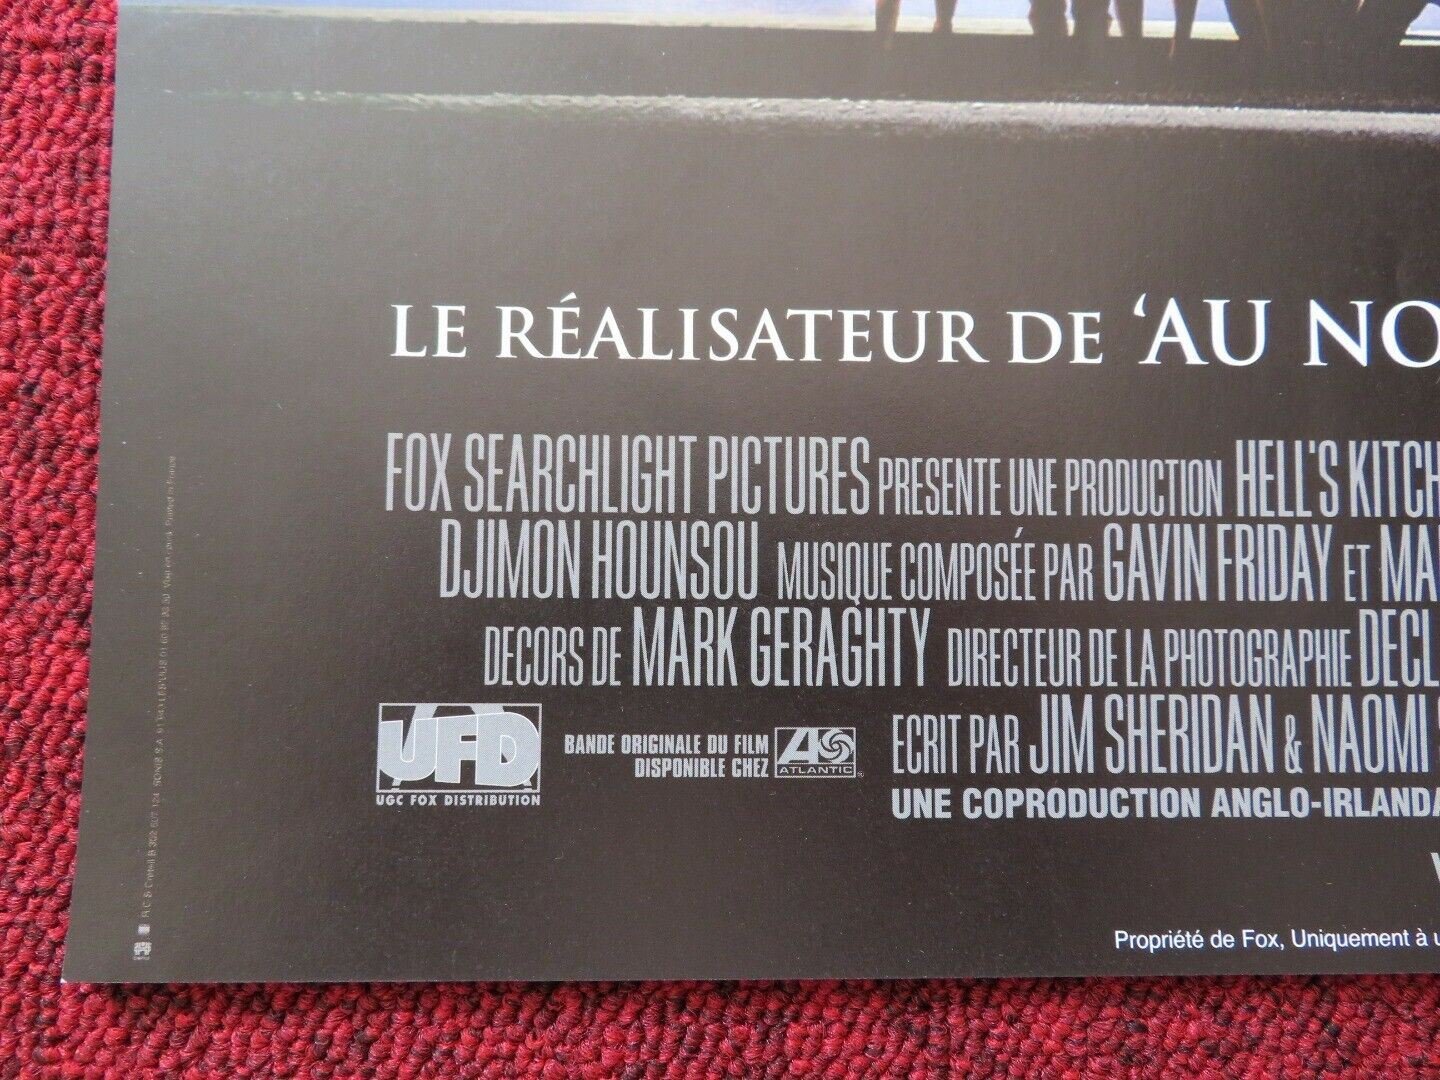 LE RÉALISATEUR DE 'AU NO
FOX SEARCHLIGHT PICTURES PRESENTE UNE PRODUCTION HELL'S KITCH
DJIMON HOUNSOU MUSIQUE COMPOSÉE PAR GAVIN FRIDAY ET MA
DECORS DE MARK GERAGHTY DIRECTEUR DE LA PHOTOGRAPHIE DECL
ECRIT PAR JIM SHERIDAN & NAOMI S
UFD
UGC FOX DISTRIBUTION
BANDE ORIGINALE DU FILM
DISPONIBLE CHEZ
ATLANTIC
UNE COPRODUCTION ANGLO-IRLANDA
Propriété de Fox, Uniquement à u